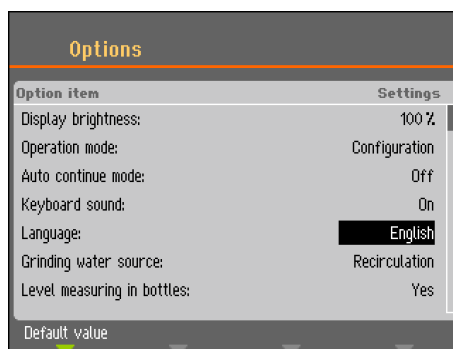 Options
Option item Settings
Display brightness: 100 %
Operation mode: Configuration
Auto continue mode: Off
Keyboard sound: On
Language: English
Grinding water source: Recirculation
Level measuring in bottles: Yes
Default value